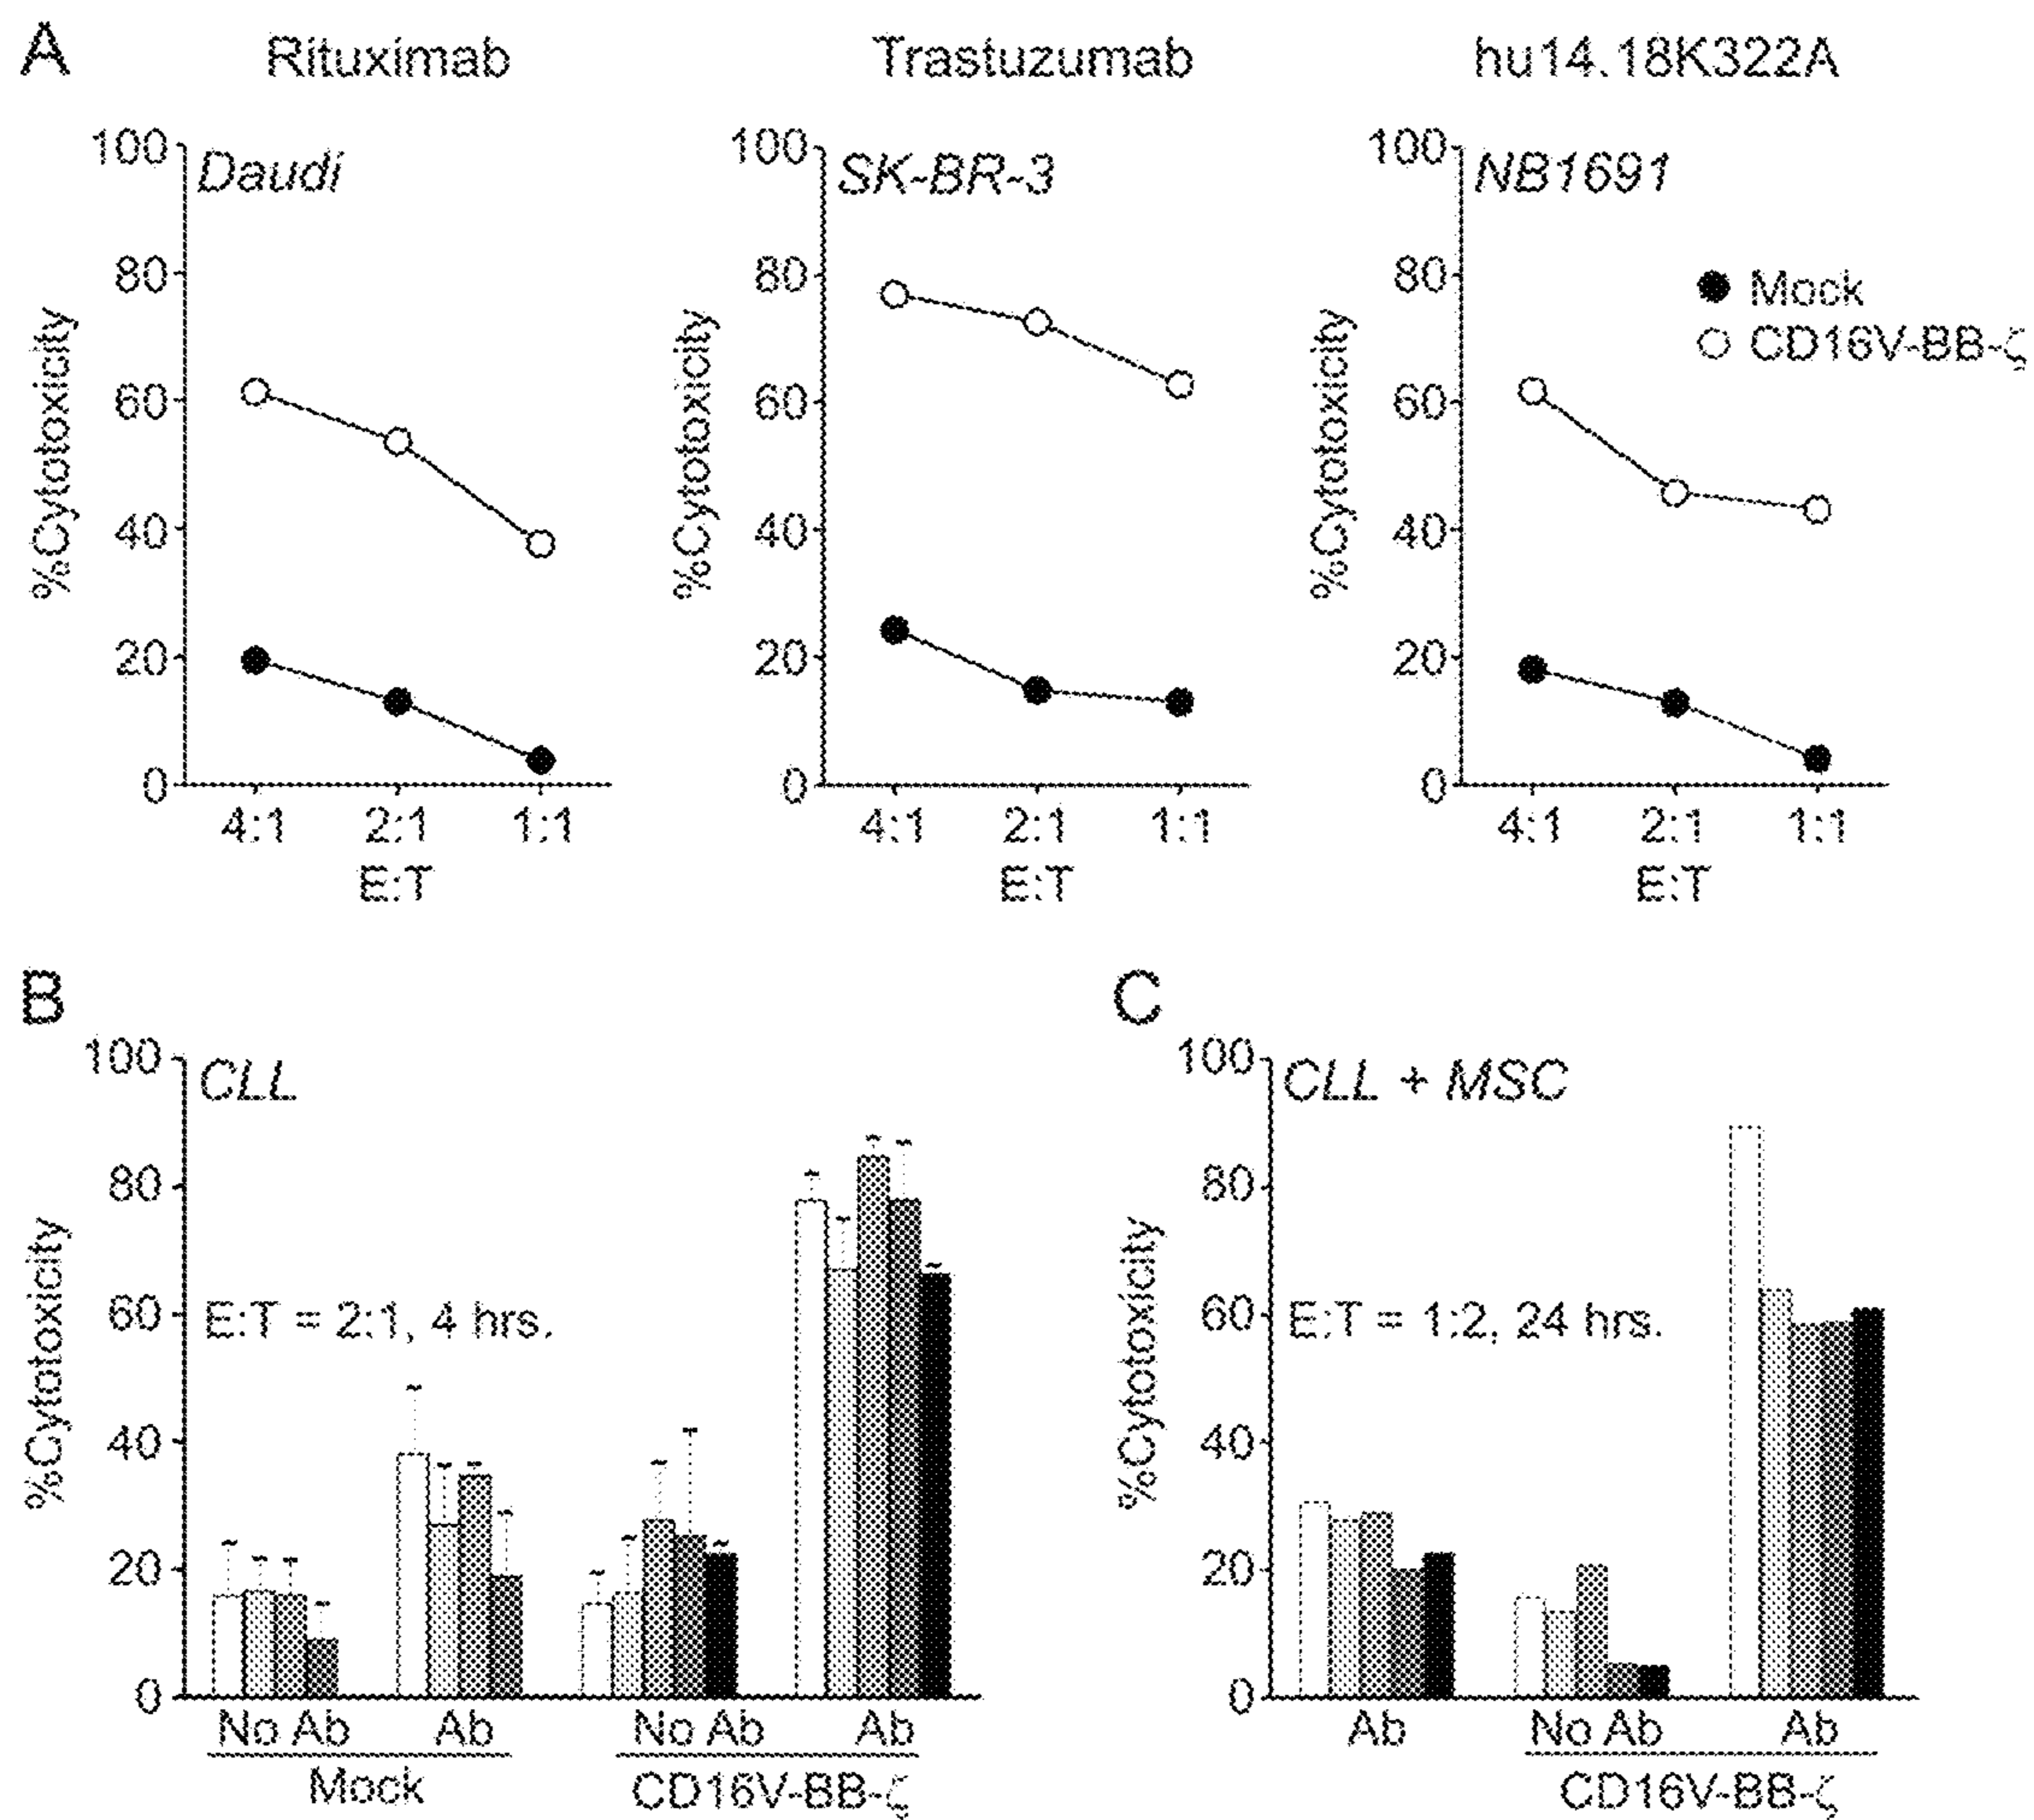 A
Rituximab
Trastuzumab
hu14.18K322A
%Cytotoxicity
100
80
60
40
20
0
Daudi
4:1 2:1 1:1
E:T
%Cytotoxicity
100
80
60
40
20
0
SK-BR-3
4:1 2:1 1:1
E:T
%Cytotoxicity
100
80
60
40
20
0
NB1691
Mock
CD16V-BB-ζ
4:1 2:1 1:1
E:T
B
%Cytotoxicity
100
80
60
40
20
0
CLL
E:T = 2:1, 4 hrs.
No Ab Ab No Ab Ab
Mock CD16V-BB-ζ
C
%Cytotoxicity
100
80
60
40
20
0
CLL + MSC
E:T = 1:2, 24 hrs.
Ab No Ab Ab
CD16V-BB-ζ